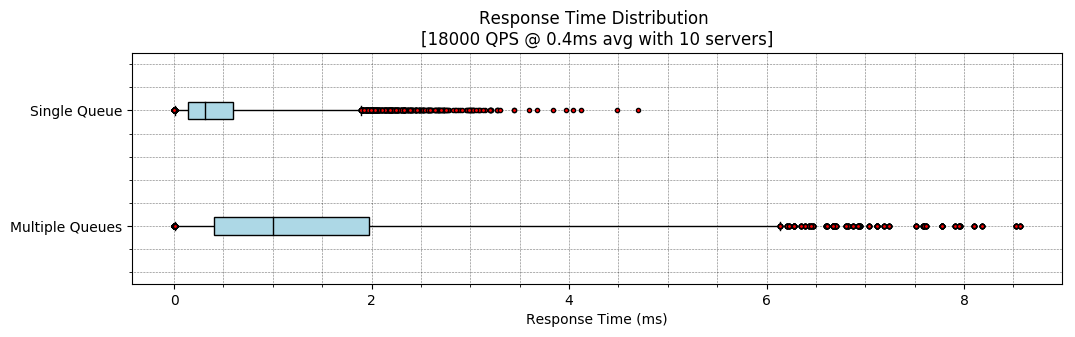 Response Time Distribution
[18000 QPS @ 0.4ms avg with 10 servers]
Single Queue
Multiple Queues
0 2 4 6 8
Response Time (ms)